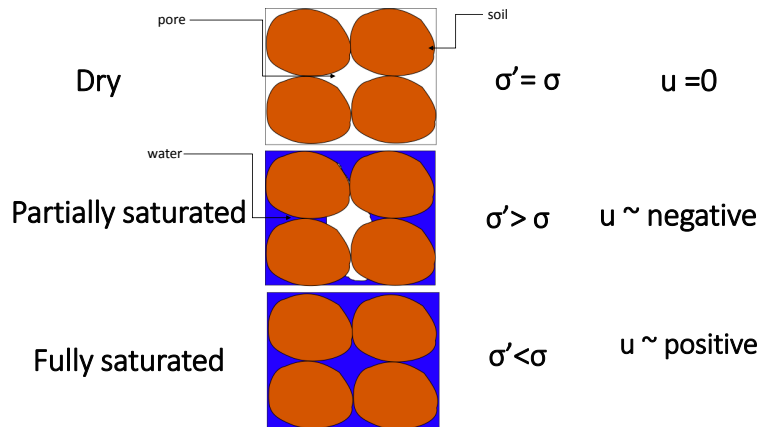 pore
soil
Dry
σ’= σ
u =0
water
Partially saturated
σ’> σ
u ~ negative
Fully saturated
σ’<σ
u ~ positive